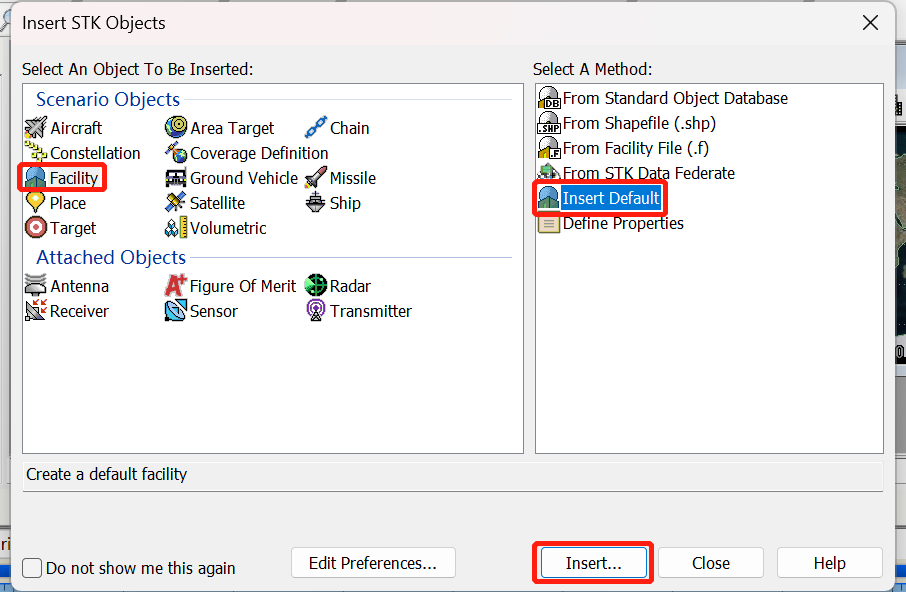 Insert STK Objects
Select An Object To Be Inserted:
Scenario Objects
Aircraft Area Target Chain
Constellation Coverage Definition
Facility Ground Vehicle Missile
Place Satellite Ship
Target Volumetric
Attached Objects
Antenna Figure Of Merit Radar
Receiver Sensor Transmitter
Select A Method:
DB From Standard Object Database
.SHP From Shapefile (.shp)
.F From Facility File (.f)
From STK Data Federate
Insert Default
Define Properties
Create a default facility
Do not show me this again
Edit Preferences...
Insert...
Close
Help